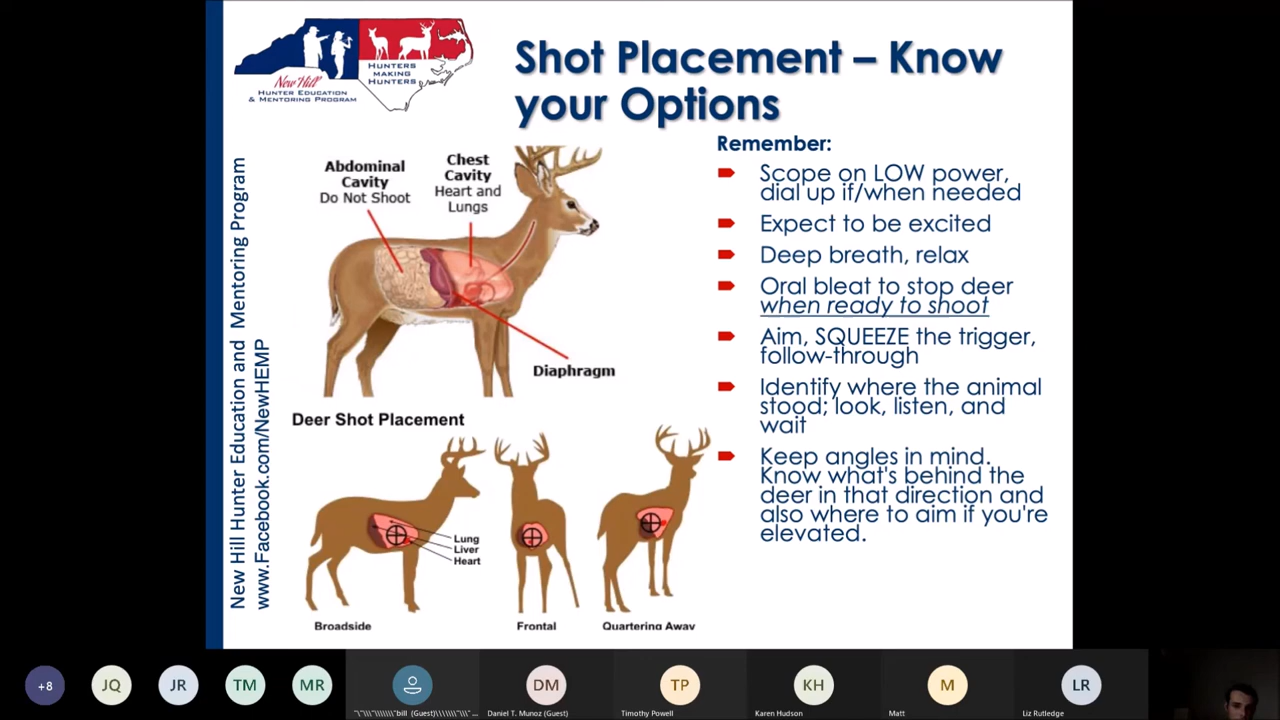 New Hill
HUNTER EDUCATION
& MENTORING PROGRAM
HUNTERS
MAKING
HUNTERS
Shot Placement – Know
your Options
New Hill Hunter Education and Mentoring Program
www.Facebook.com/NewHEMP
Abdominal
Cavity
Do Not Shoot
Chest
Cavity
Heart and
Lungs
Diaphragm
Deer Shot Placement
Lung
Liver
Heart
Broadside
Frontal
Quartering Away
Remember:
Scope on LOW power,
dial up if/when needed
Expect to be excited
Deep breath, relax
Oral bleat to stop deer
when ready to shoot
Aim, SQUEEZE the trigger,
follow-through
Identify where the animal
stood; look, listen, and
wait
Keep angles in mind.
Know what's behind the
deer in that direction and
also where to aim if you're
elevated.
+8
JQ
JR
TM
MR
DM
TP
KH
M
LR
"\"\\"\\\\\\\"bill (Guest)\\\\\\\"\\\" ...
Daniel T. Munoz (Guest)
Timothy Powell
Karen Hudson
Matt
Liz Rutledge